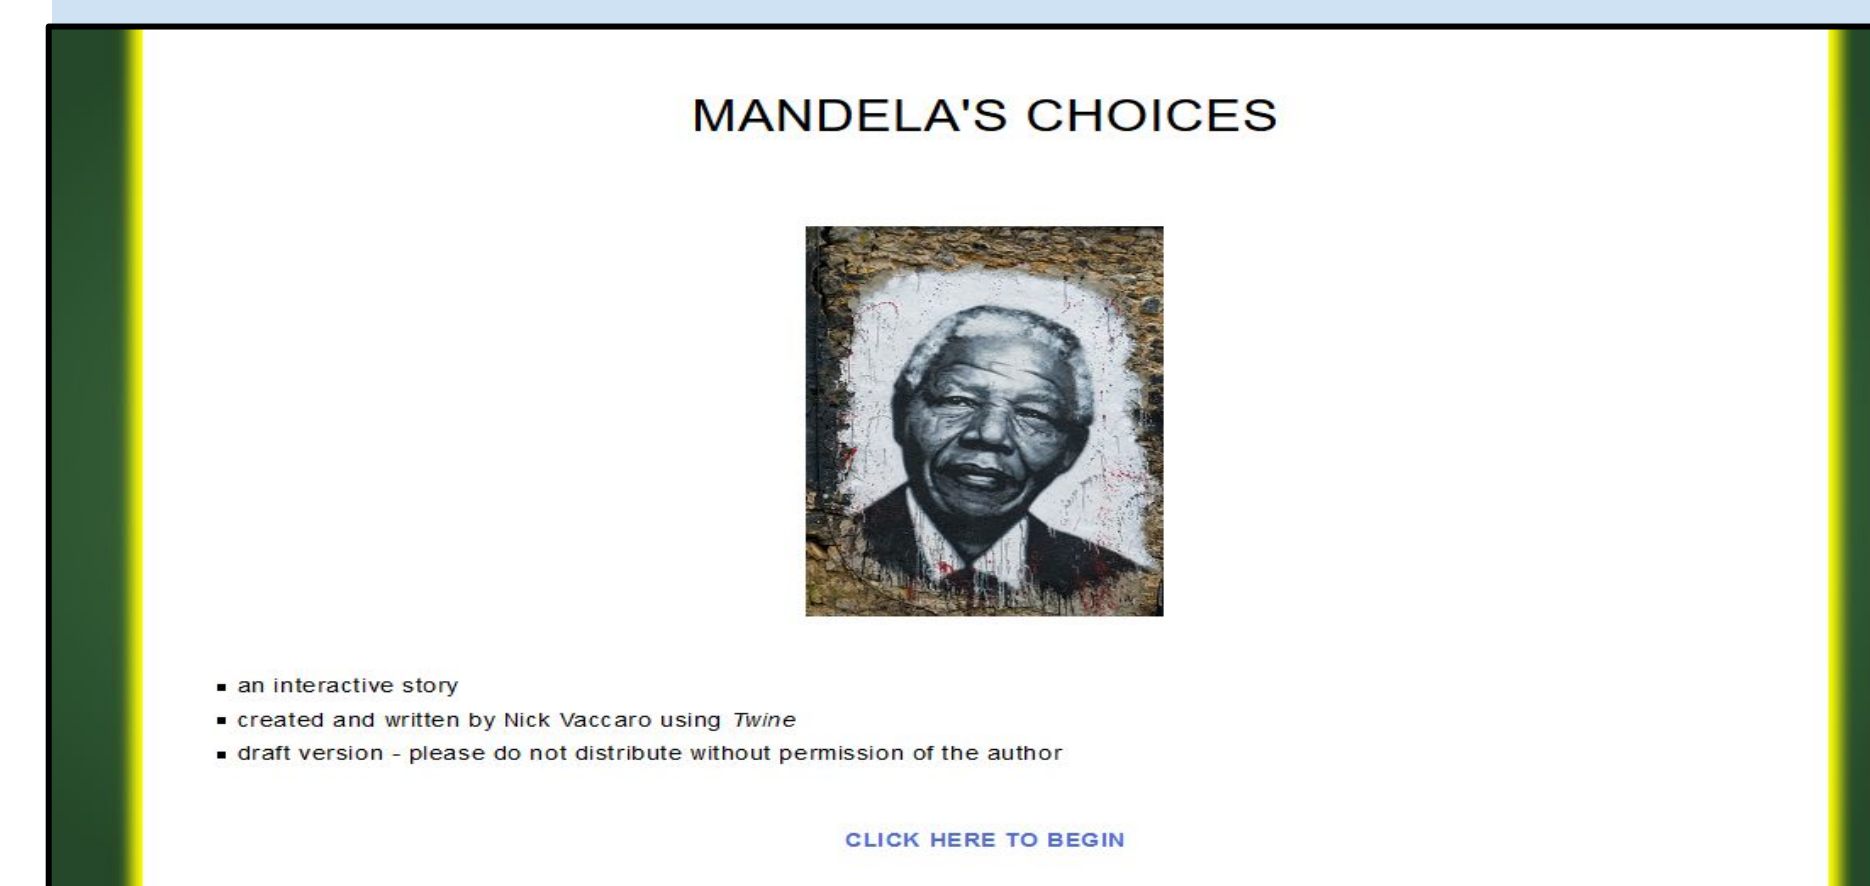 MANDELA'S CHOICES
▪ an interactive story
▪ created and written by Nick Vaccaro using Twine
▪ draft version - please do not distribute without permission of the author
CLICK HERE TO BEGIN